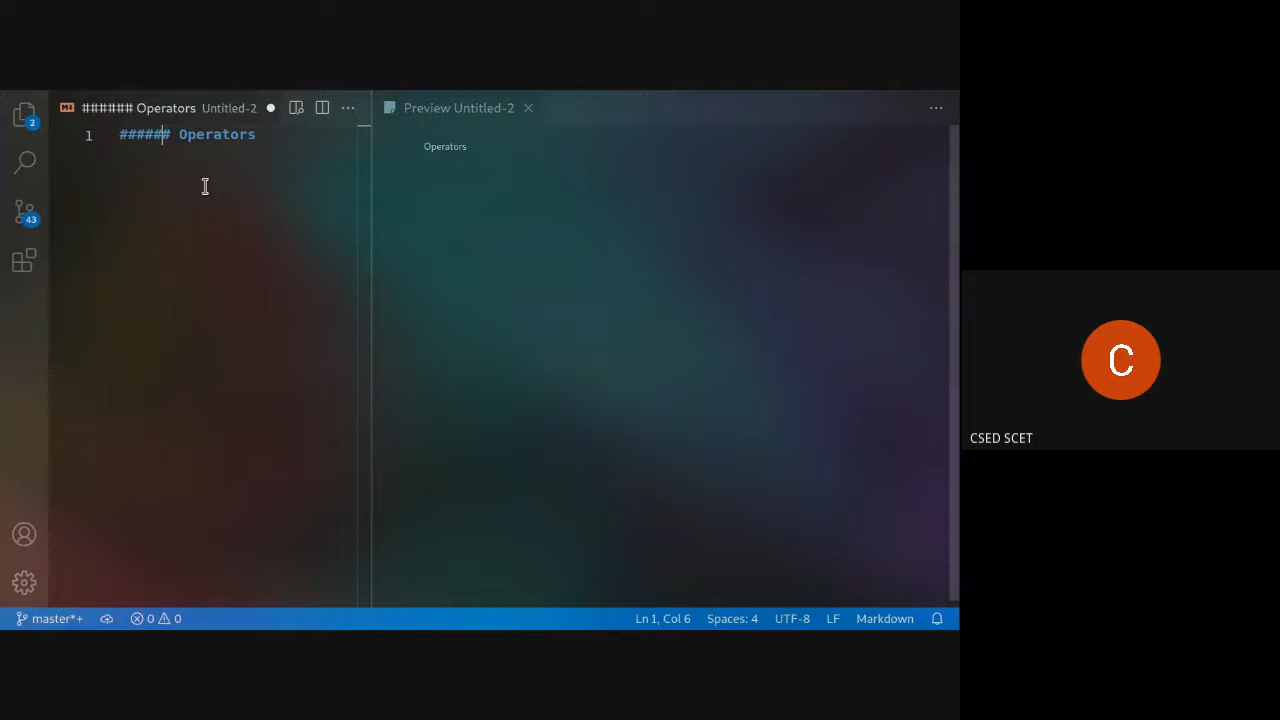 ###### Operators Untitled-2
Preview Untitled-2
2
1 ###### Operators
Operators
43
C
CSED SCET
master*+ 0 0
Ln 1, Col 6 Spaces: 4 UTF-8 LF Markdown